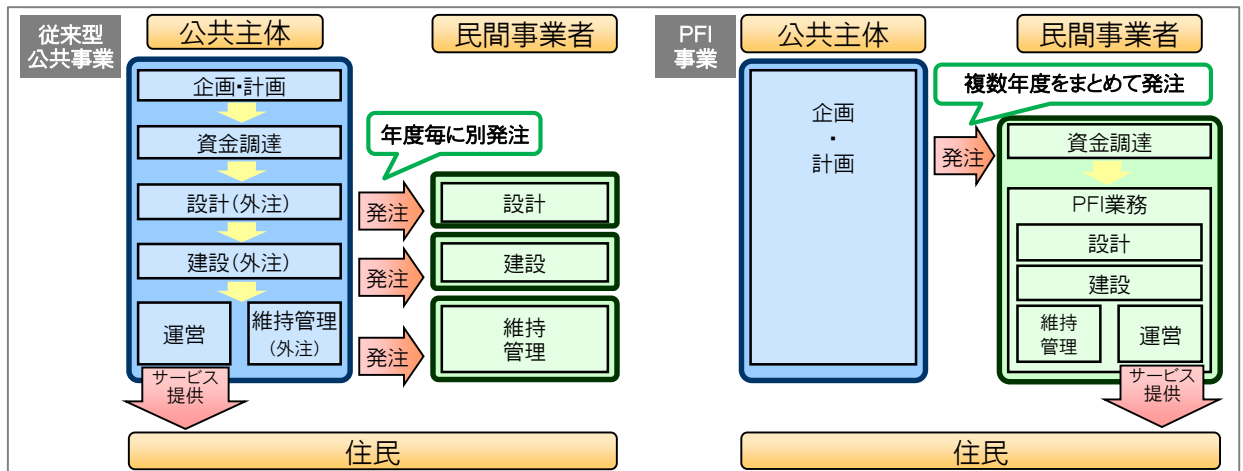 従来型
公共事業
公共主体
民間事業者
企画・計画
資金調達
設計(外注)
建設(外注)
運営
維持管理
(外注)
年度毎に別発注
発注
設計
発注
建設
発注
維持
管理
サービス
提供
住民
PFI
事業
公共主体
民間事業者
企画
・
計画
複数年度をまとめて発注
発注
資金調達
PFI業務
設計
建設
維持
管理
運営
サービス
提供
住民